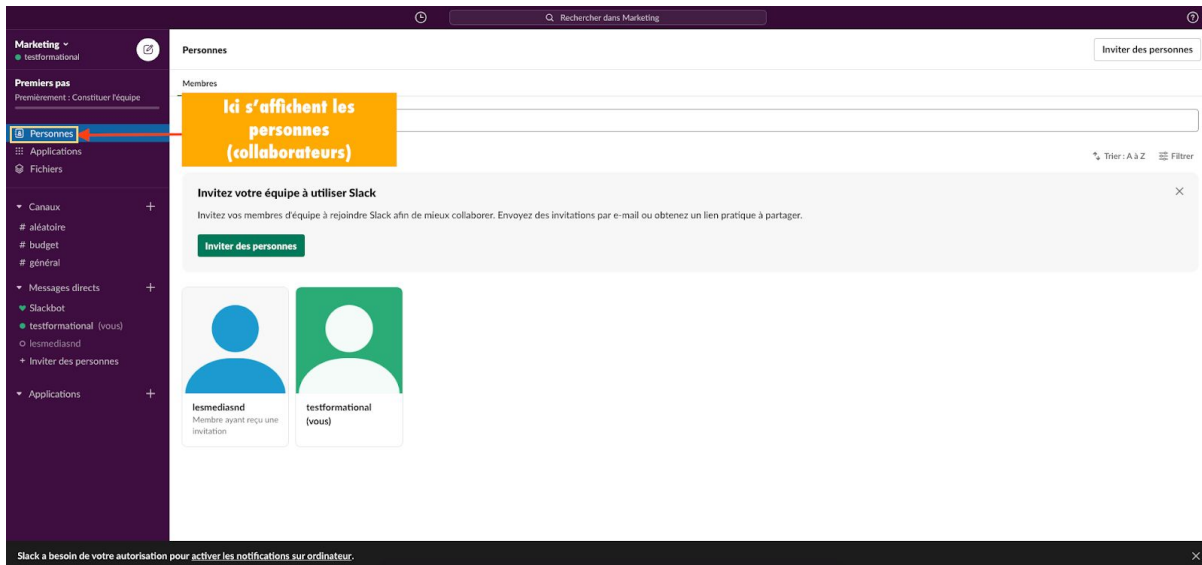 Rechercher dans Marketing
Marketing
testformational
Premiers pas
Premièrement : Constituer l'équipe
Personnes
Applications
Fichiers
Canaux
# aléatoire
# budget
# général
Messages directs
Slackbot
testformational (vous)
lesmediasnd
+ Inviter des personnes
Applications
Personnes
Inviter des personnes
Membres
Ici s'affichent les
personnes
(collaborateurs)
Trier : A à Z
Filtrer
Invitez votre équipe à utiliser Slack
Invitez vos membres d'équipe à rejoindre Slack afin de mieux collaborer. Envoyez des invitations par e-mail ou obtenez un lien pratique à partager.
Inviter des personnes
lesmediasnd
Membre ayant reçu une
invitation
testformational
(vous)
Slack a besoin de votre autorisation pour activer les notifications sur ordinateur.